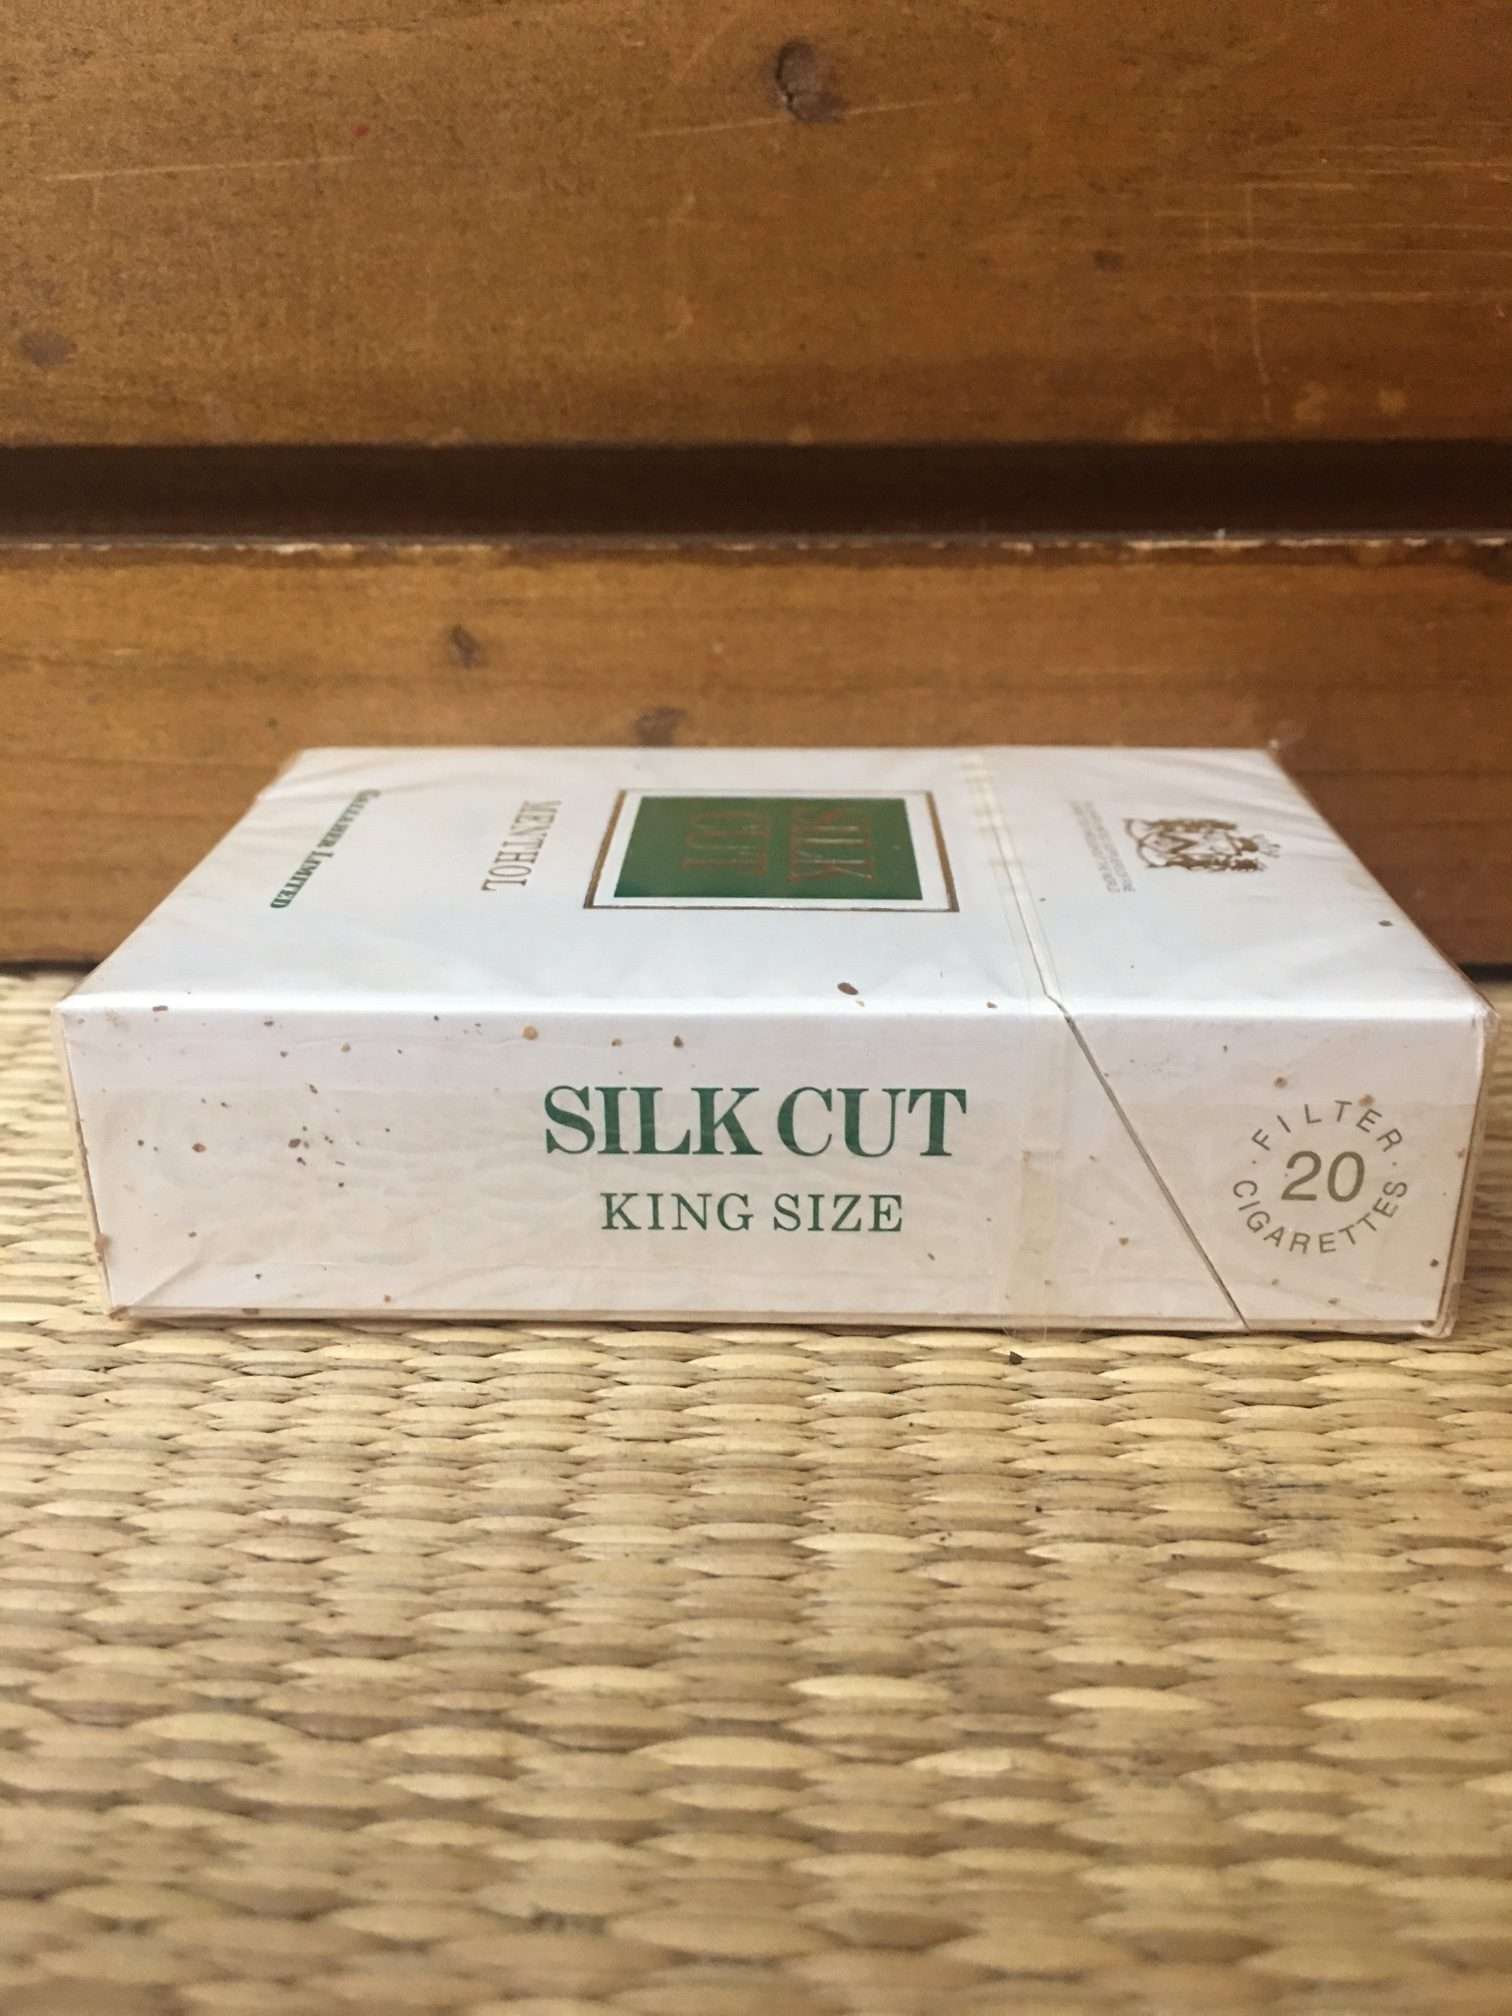 GALLAHER LIMITED
MENTHOL
SILK
CUT
SILK CUT
KING SIZE
· FILTER ·
20
CIGARETTES